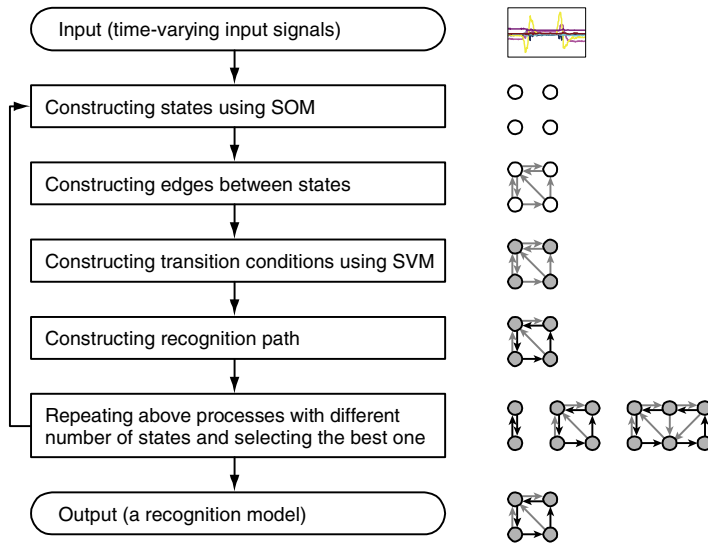 Input (time-varying input signals)
Constructing states using SOM
Constructing edges between states
Constructing transition conditions using SVM
Constructing recognition path
Repeating above processes with different
number of states and selecting the best one
Output (a recognition model)